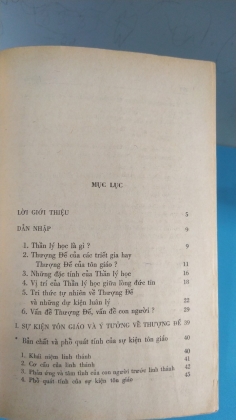 MỤC LỤC
LỜI GIỚI THIỆU 5
DẪN NHẬP 9
1. Thần lý học là gì ? 9
2. Thượng Đế của các triết gia hay
Thượng Đế của tôn giáo ? 11
3. Những đặc tính của Thần lý học 16
4. Vị trí của Thần lý học giữa lòng đức tin 18
5. Tri thức tự nhiên về Thượng Đế
và những dự kiện luân lý 22
6. Vấn đề Thượng Đế, vấn đề con người ? 29
I. SỰ KIỆN TÔN GIÁO VÀ Ý TƯỞNG VỀ THƯỢNG ĐẾ 39
* Bản chất và phổ quát tính của sự kiện tôn giáo 40
1. Khái niệm linh thánh 40
2. Cơ cấu của linh thánh 41
3. Phản ứng và tâm tình của con người trước linh thánh 42
4. Phổ quát tính của sự kiện tôn giáo 43